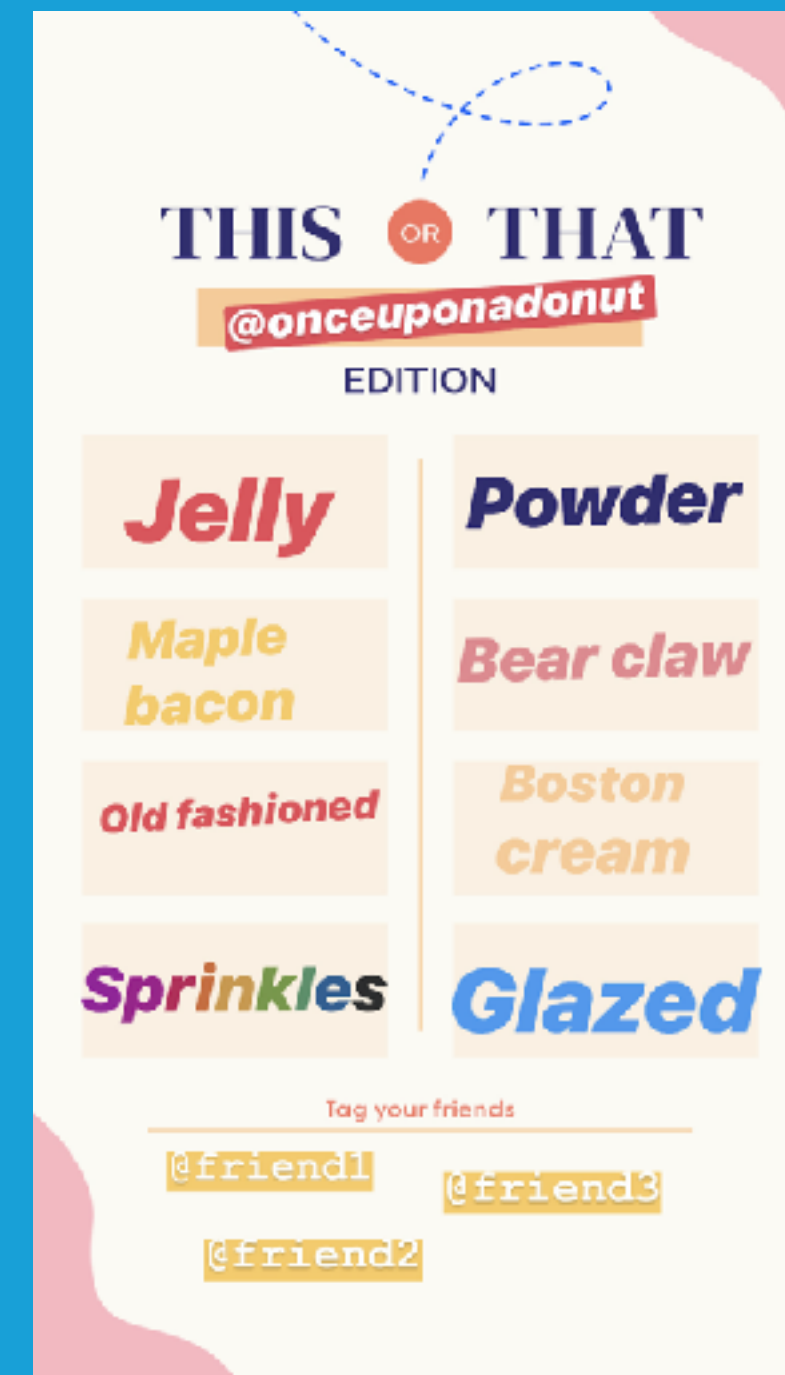 THIS OR THAT
@onceuponadonut
EDITION
Jelly
Powder
Maple
bacon
Bear claw
Old fashioned
Boston
cream
Sprinkles
Glazed
Tag your friends
@friend1
@friend3
@friend2